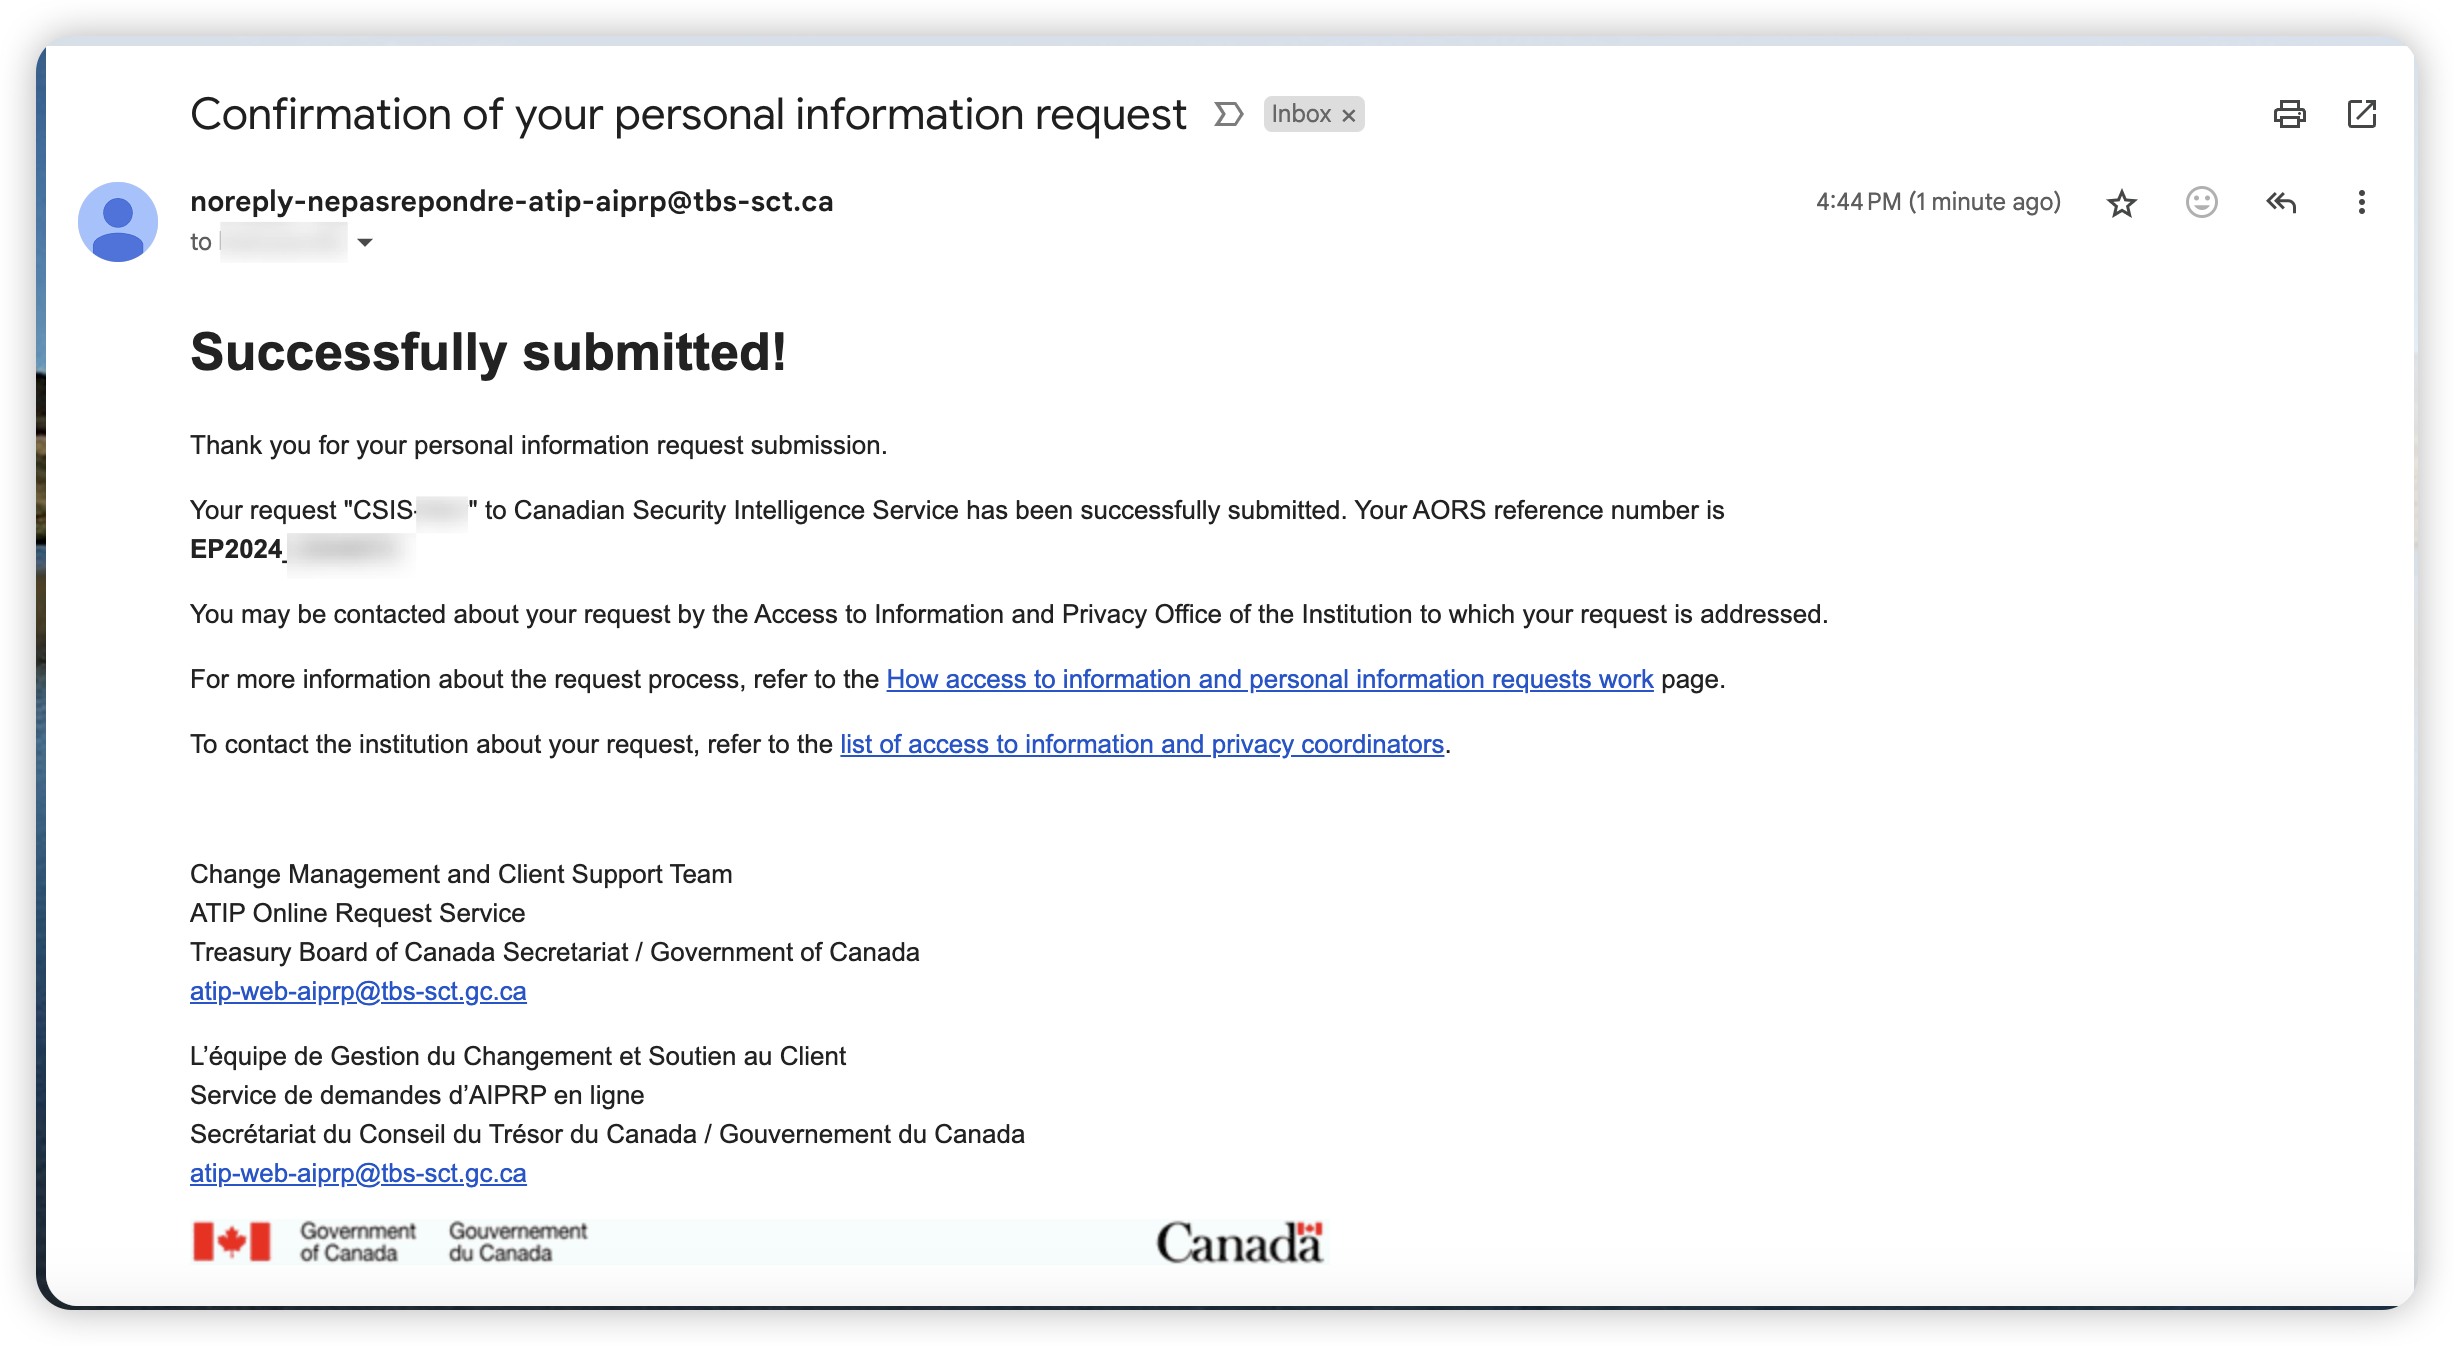 Confirmation of your personal information request Inbox ×
noreply-nepasrepondre-atip-aiprp@tbs-sct.ca 4:44 PM (1 minute ago)
to
Successfully submitted!
Thank you for your personal information request submission.
Your request "CSIS- " to Canadian Security Intelligence Service has been successfully submitted. Your AORS reference number is
EP2024_
You may be contacted about your request by the Access to Information and Privacy Office of the Institution to which your request is addressed.
For more information about the request process, refer to the How access to information and personal information requests work page.
To contact the institution about your request, refer to the list of access to information and privacy coordinators.
Change Management and Client Support Team
ATIP Online Request Service
Treasury Board of Canada Secretariat / Government of Canada
atip-web-aiprp@tbs-sct.gc.ca
L’équipe de Gestion du Changement et Soutien au Client
Service de demandes d’AIPRP en ligne
Secrétariat du Conseil du Trésor du Canada / Gouvernement du Canada
atip-web-aiprp@tbs-sct.gc.ca
Government Gouvernement
of Canada du Canada
Canada